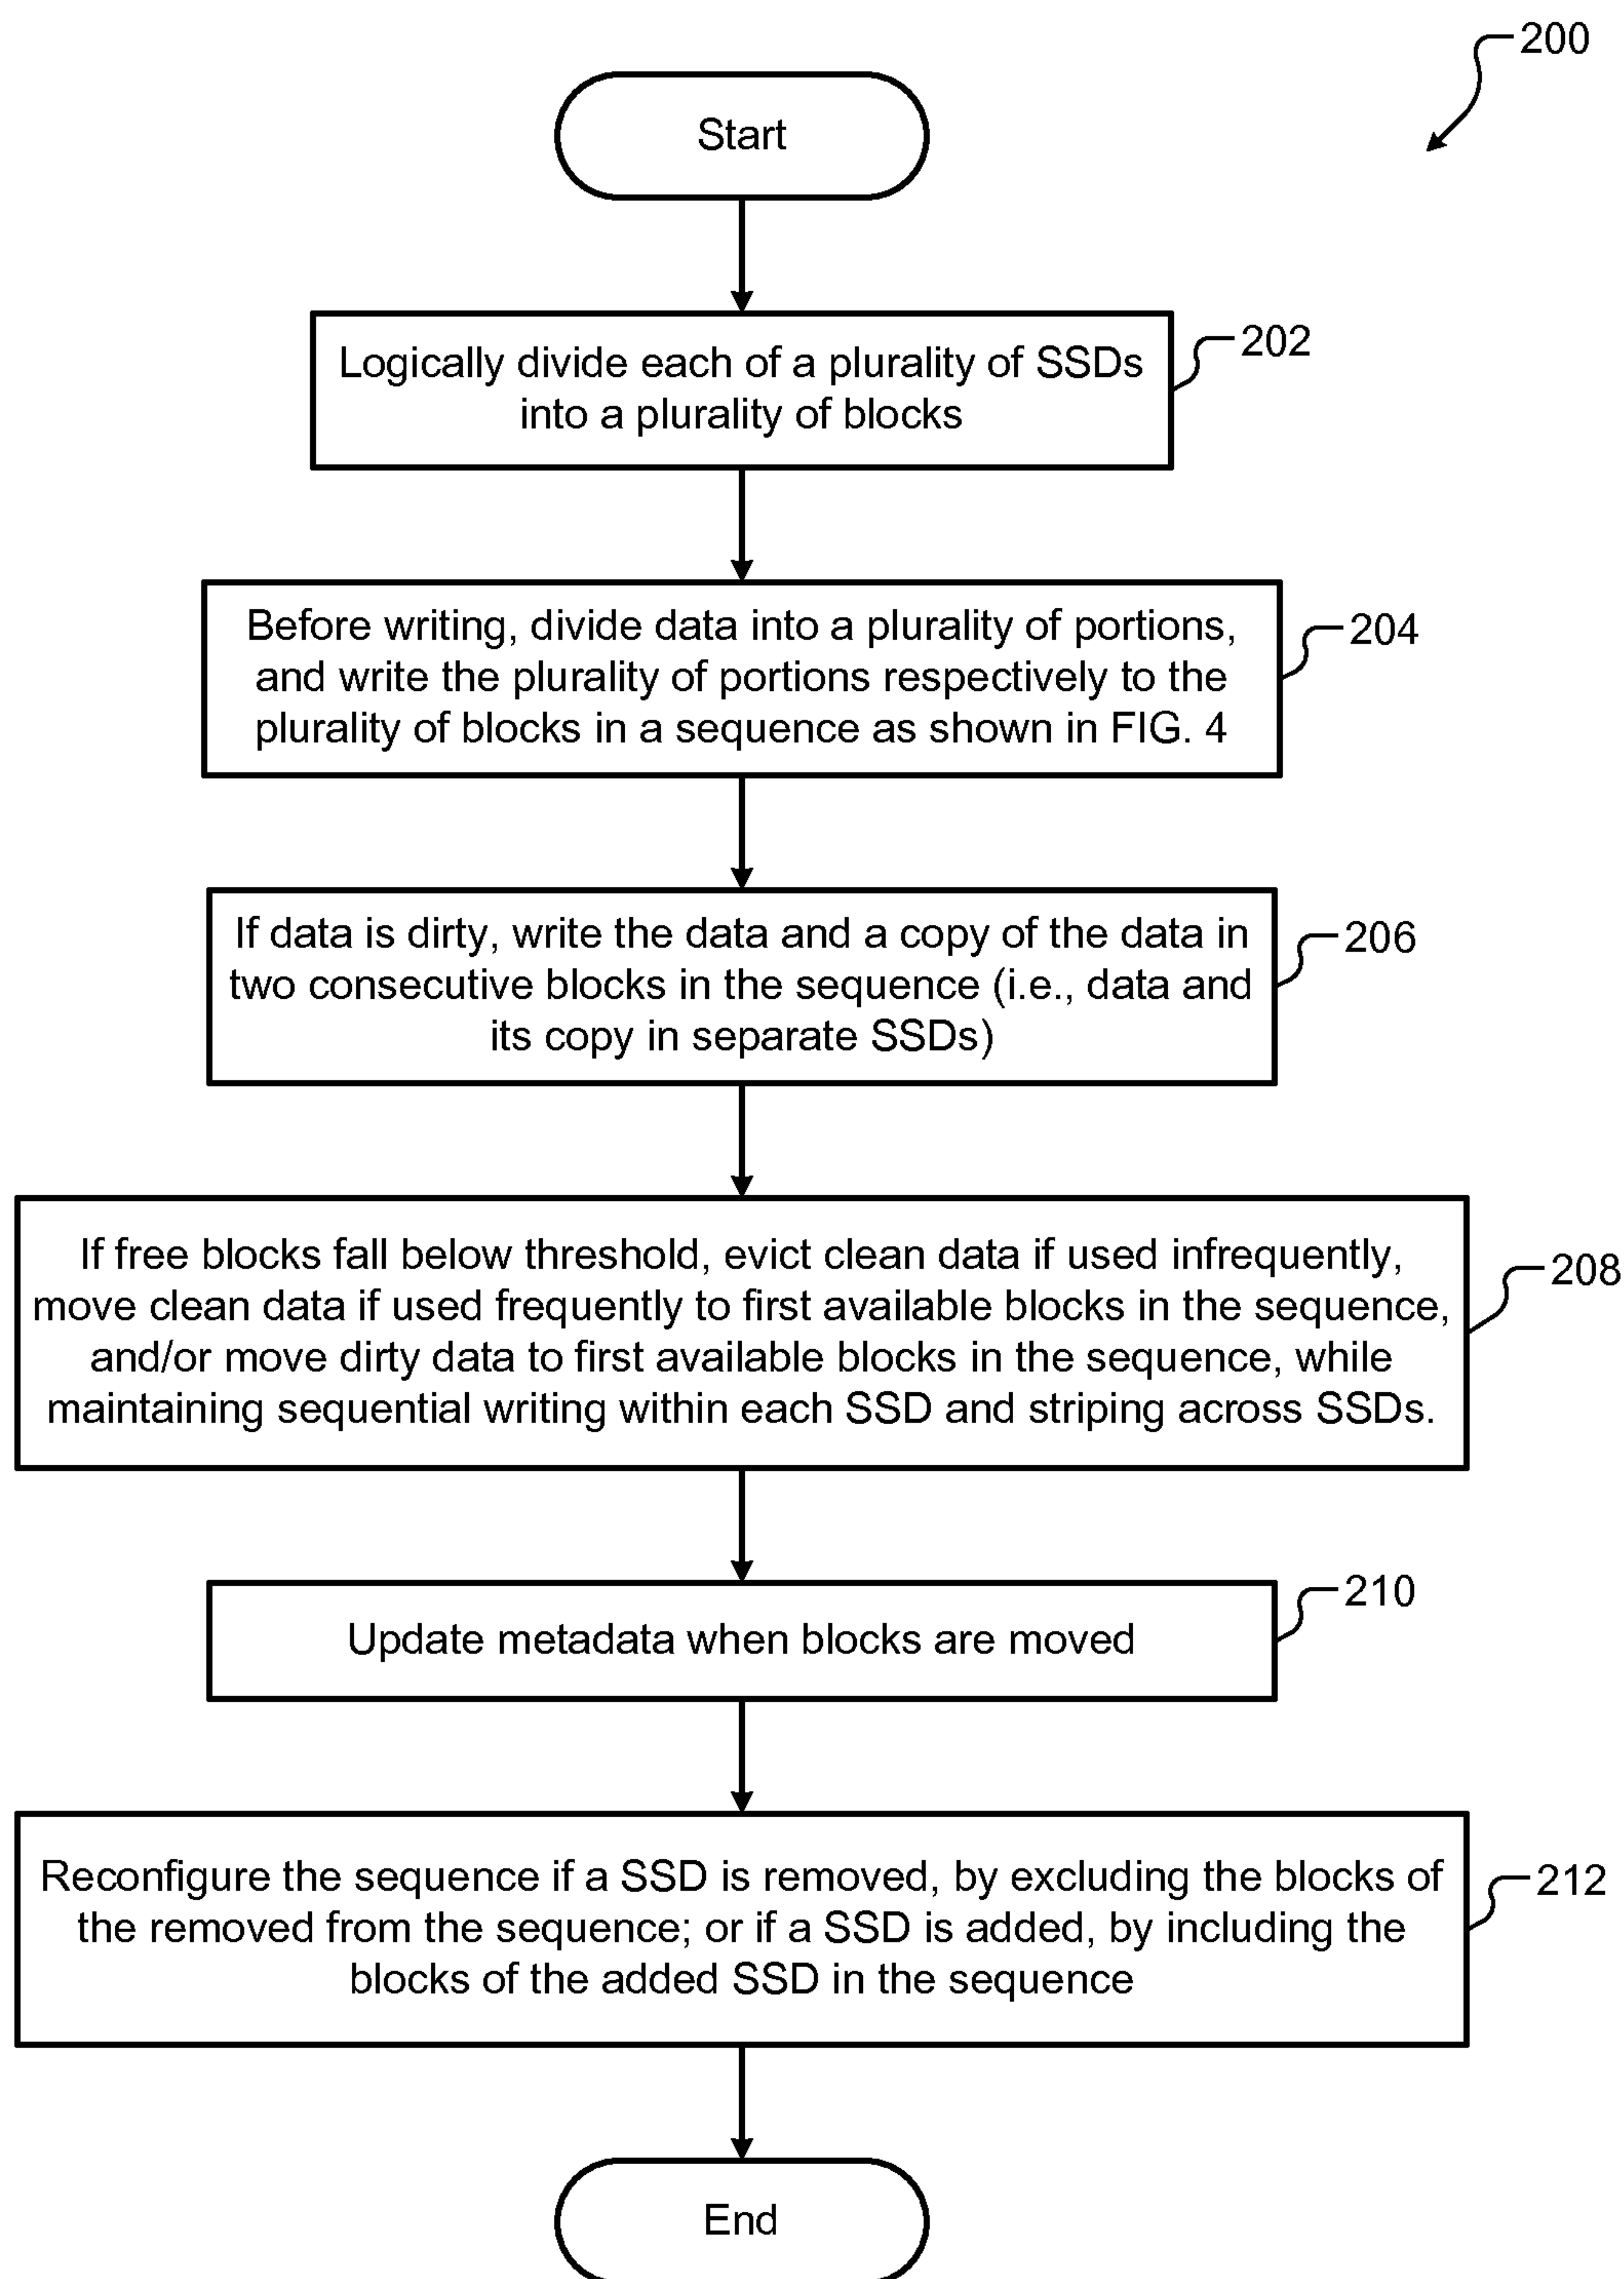 200
Start
Logically divide each of a plurality of SSDs
into a plurality of blocks
202
Before writing, divide data into a plurality of portions,
and write the plurality of portions respectively to the
plurality of blocks in a sequence as shown in FIG. 4
204
If data is dirty, write the data and a copy of the data in
two consecutive blocks in the sequence (i.e., data and
its copy in separate SSDs)
206
If free blocks fall below threshold, evict clean data if used infrequently,
move clean data if used frequently to first available blocks in the sequence,
and/or move dirty data to first available blocks in the sequence, while
maintaining sequential writing within each SSD and striping across SSDs.
208
Update metadata when blocks are moved
210
Reconfigure the sequence if a SSD is removed, by excluding the blocks of
the removed from the sequence; or if a SSD is added, by including the
blocks of the added SSD in the sequence
212
End